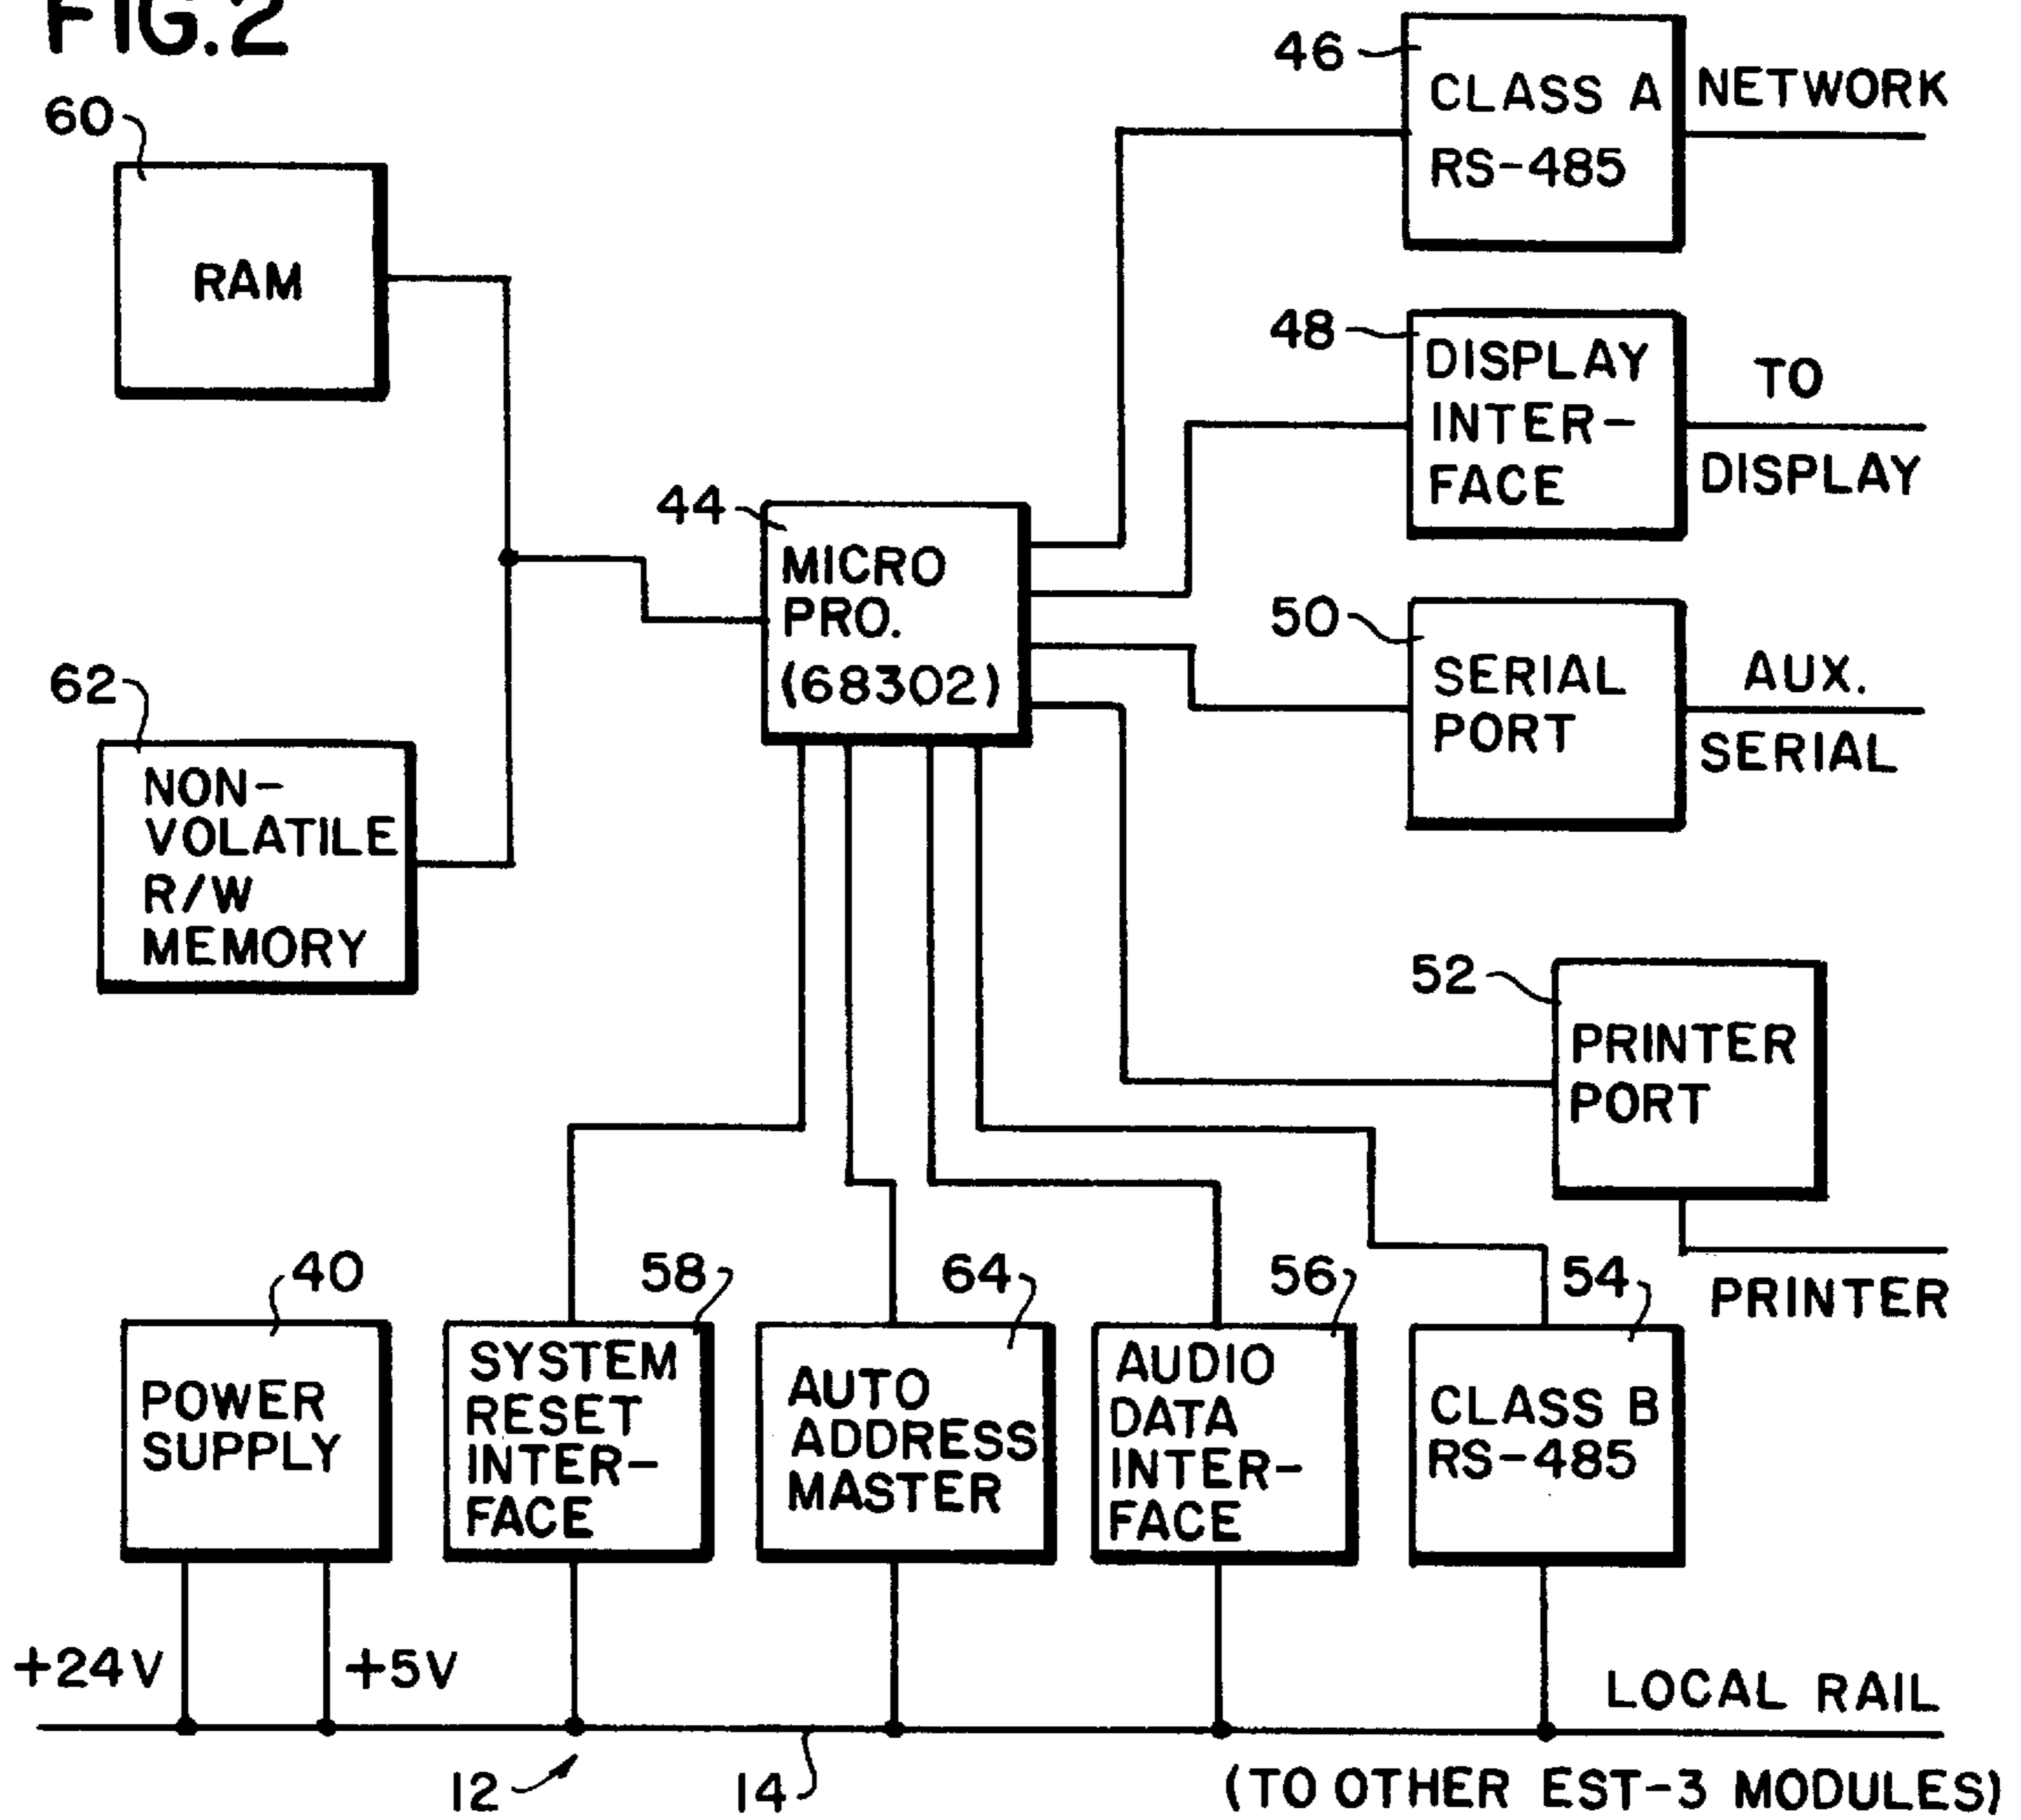 FIG.2
46
CLASS A
RS-485
NETWORK
60
RAM
48
DISPLAY
INTER-
FACE
TO
DISPLAY
44
MICRO
PRO.
(68302)
50
SERIAL
PORT
AUX.
SERIAL
62
NON-
VOLATILE
R/W
MEMORY
52
PRINTER
PORT
PRINTER
40
POWER
SUPPLY
58
SYSTEM
RESET
INTER-
FACE
64
AUTO
ADDRESS
MASTER
56
AUDIO
DATA
INTER-
FACE
54
CLASS B
RS-485
+24V
+5V
LOCAL RAIL
12
14
(TO OTHER EST-3 MODULES)